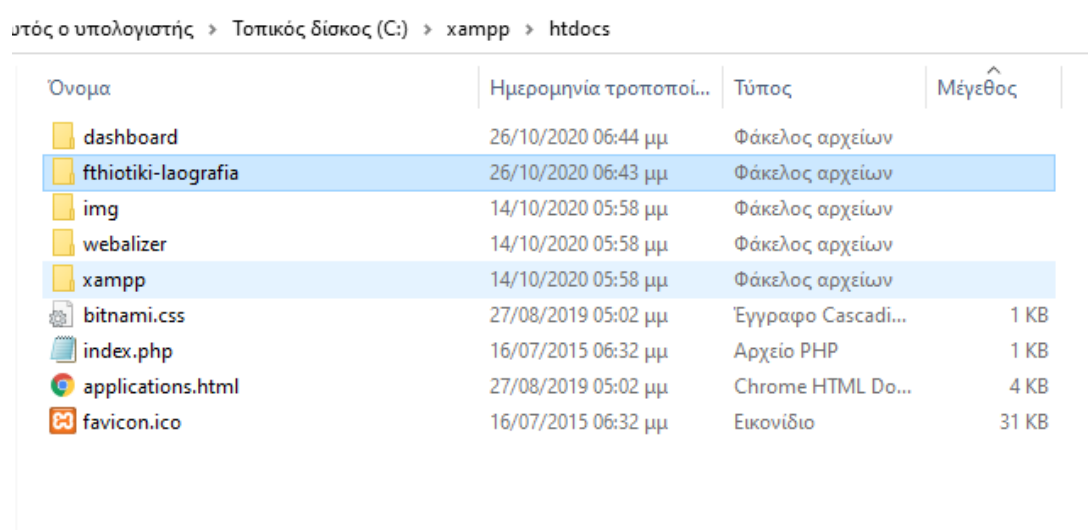 υτός ο υπολογιστής > Τοπικός δίσκος (C:) > xampp > htdocs
Όνομα Ημερομηνία τροποποί... Τύπος Μέγεθος
dashboard 26/10/2020 06:44 μμ Φάκελος αρχείων
fthiotiki-laografia 26/10/2020 06:43 μμ Φάκελος αρχείων
img 14/10/2020 05:58 μμ Φάκελος αρχείων
webalizer 14/10/2020 05:58 μμ Φάκελος αρχείων
xampp 14/10/2020 05:58 μμ Φάκελος αρχείων
bitnami.css 27/08/2019 05:02 μμ Έγγραφο Cascadi... 1 KB
index.php 16/07/2015 06:32 μμ Αρχείο PHP 1 KB
applications.html 27/08/2019 05:02 μμ Chrome HTML Do... 4 KB
favicon.ico 16/07/2015 06:32 μμ Εικονίδιο 31 KB